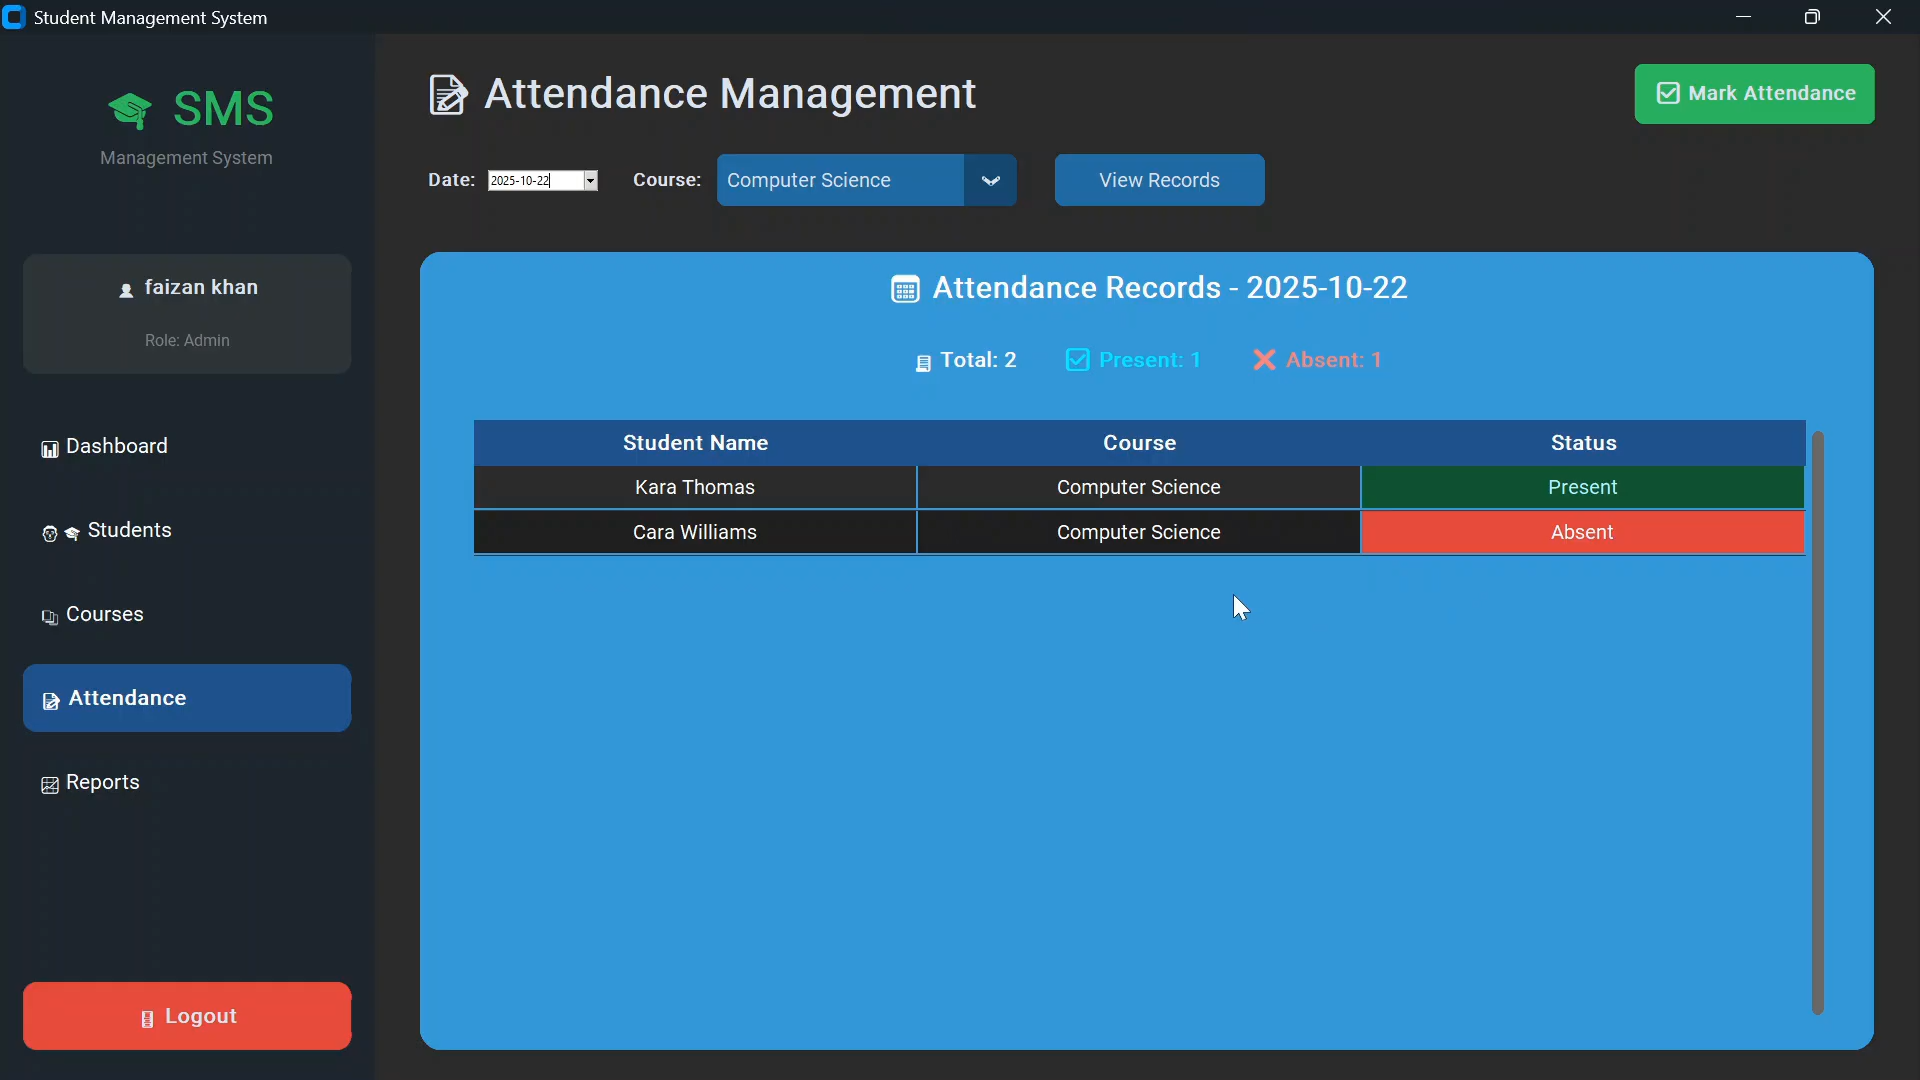 Student Management System
SMS
Management System
faizan khan
Role: Admin
Dashboard
Students
Courses
Attendance
Reports
Logout
Attendance Management
Mark Attendance
Date: 2025-10-22 Course: Computer Science View Records
Attendance Records - 2025-10-22
Total: 2 Present: 1 Absent: 1
Student Name Course Status
Kara Thomas Computer Science Present
Cara Williams Computer Science Absent